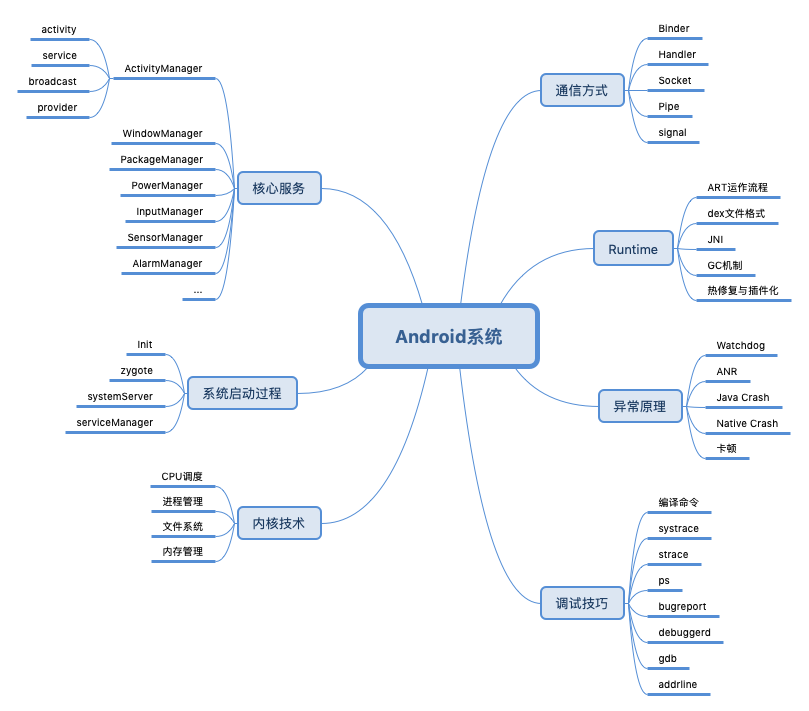 Android系统
通信方式
Binder
Handler
Socket
Pipe
signal
Runtime
ART运作流程
dex文件格式
JNI
GC机制
热修复与插件化
异常原理
Watchdog
ANR
Java Crash
Native Crash
卡顿
调试技巧
编译命令
systrace
strace
ps
bugreport
debuggerd
gdb
addrline
核心服务
ActivityManager
activity
service
broadcast
provider
WindowManager
PackageManager
PowerManager
InputManager
SensorManager
AlarmManager
...
系统启动过程
Init
zygote
systemServer
serviceManager
内核技术
CPU调度
进程管理
文件系统
内存管理